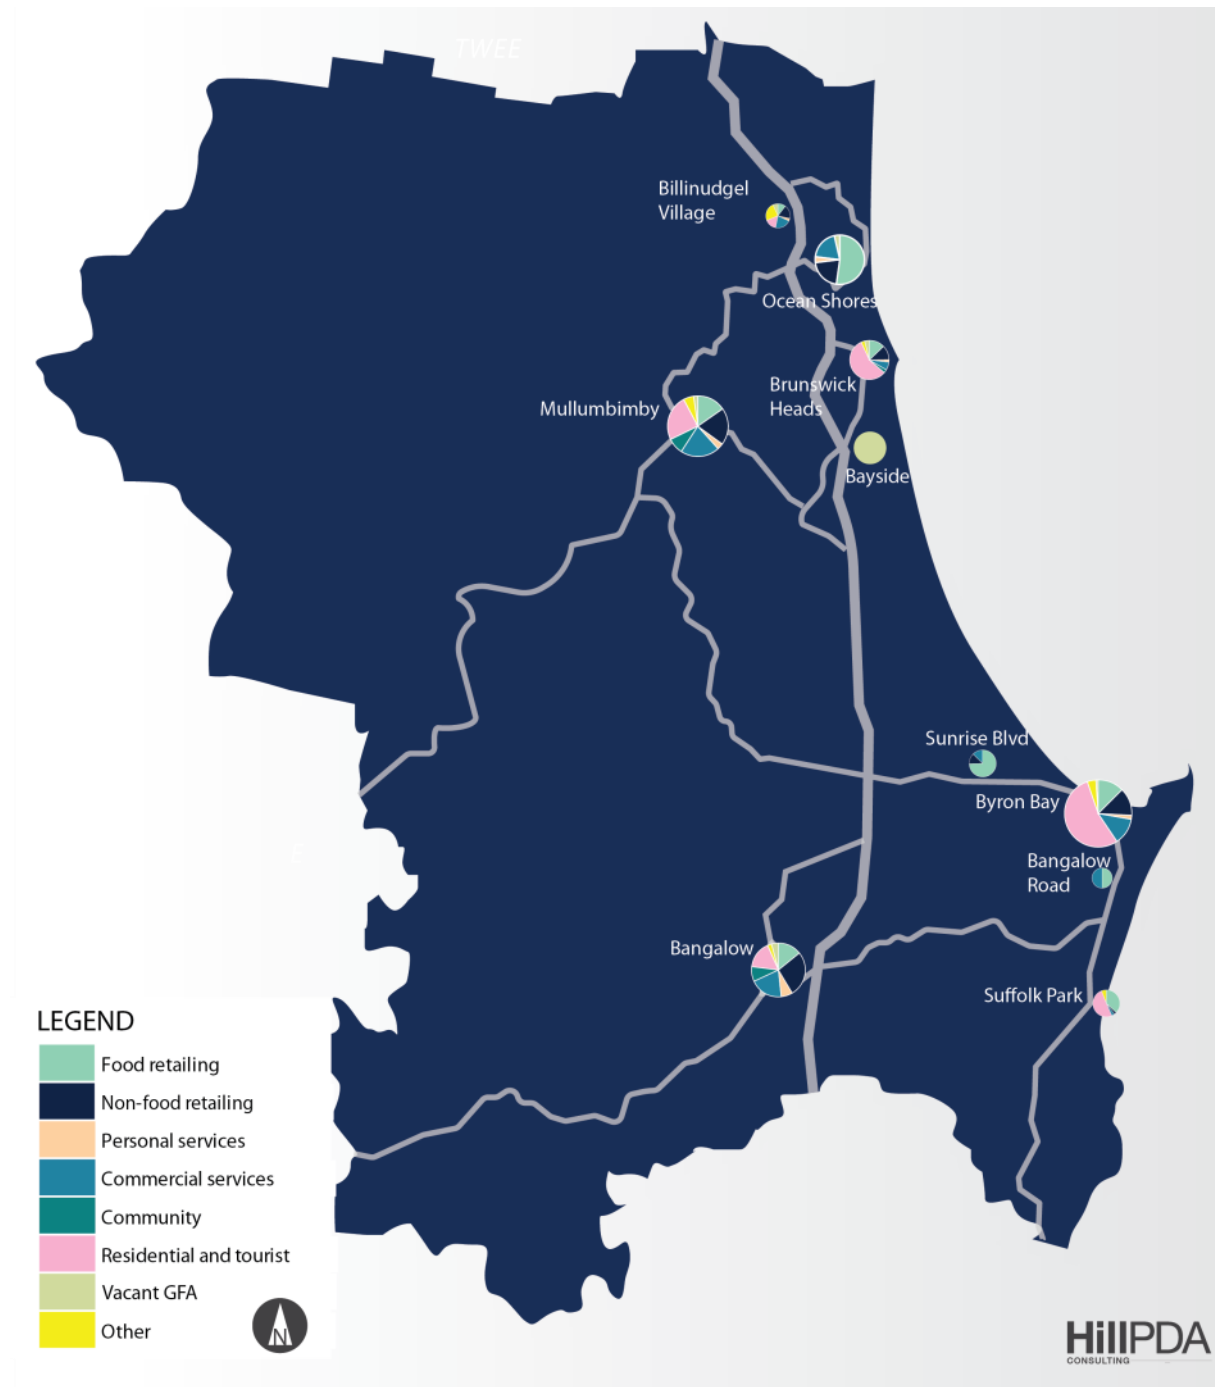 TWEE
Billinudgel
Village
Ocean Shores
Brunswick
Heads
Mullumbimby
Bayside
Sunrise Blvd
Byron Bay
E
Bangalow
Road
Bangalow
Suffolk Park
LEGEND
Food retailing
Non-food retailing
Personal services
Commercial services
Community
Residential and tourist
Vacant GFA
Other
N
HillPDA
CONSULTING